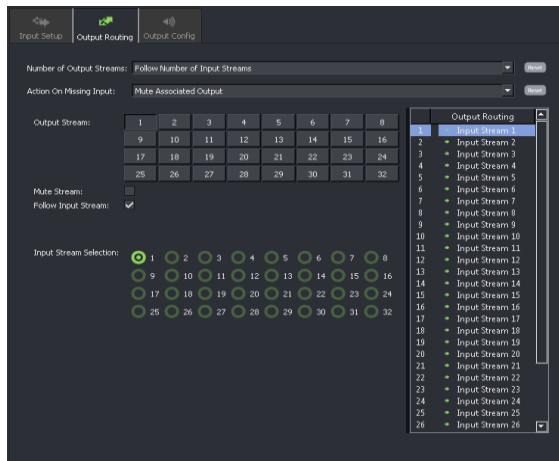 Input Setup Output Routing Output Config
Number of Output Streams: Follow Number of Input Streams Reset
Action On Missing Input: Mute Associated Output Reset
Output Stream: 1 2 3 4 5 6 7 8
9 10 11 12 13 14 15 16
17 18 19 20 21 22 23 24
25 26 27 28 29 30 31 32
Mute Stream:
Follow Input Stream:
Input Stream Selection: 1 2 3 4 5 6 7 8
9 10 11 12 13 14 15 16
17 18 19 20 21 22 23 24
25 26 27 28 29 30 31 32
Output Routing
1 Input Stream 1
2 Input Stream 2
3 Input Stream 3
4 Input Stream 4
5 Input Stream 5
6 Input Stream 6
7 Input Stream 7
8 Input Stream 8
9 Input Stream 9
10 Input Stream 10
11 Input Stream 11
12 Input Stream 12
13 Input Stream 13
14 Input Stream 14
15 Input Stream 15
16 Input Stream 16
17 Input Stream 17
18 Input Stream 18
19 Input Stream 19
20 Input Stream 20
21 Input Stream 21
22 Input Stream 22
23 Input Stream 23
24 Input Stream 24
25 Input Stream 25
26 Input Stream 26